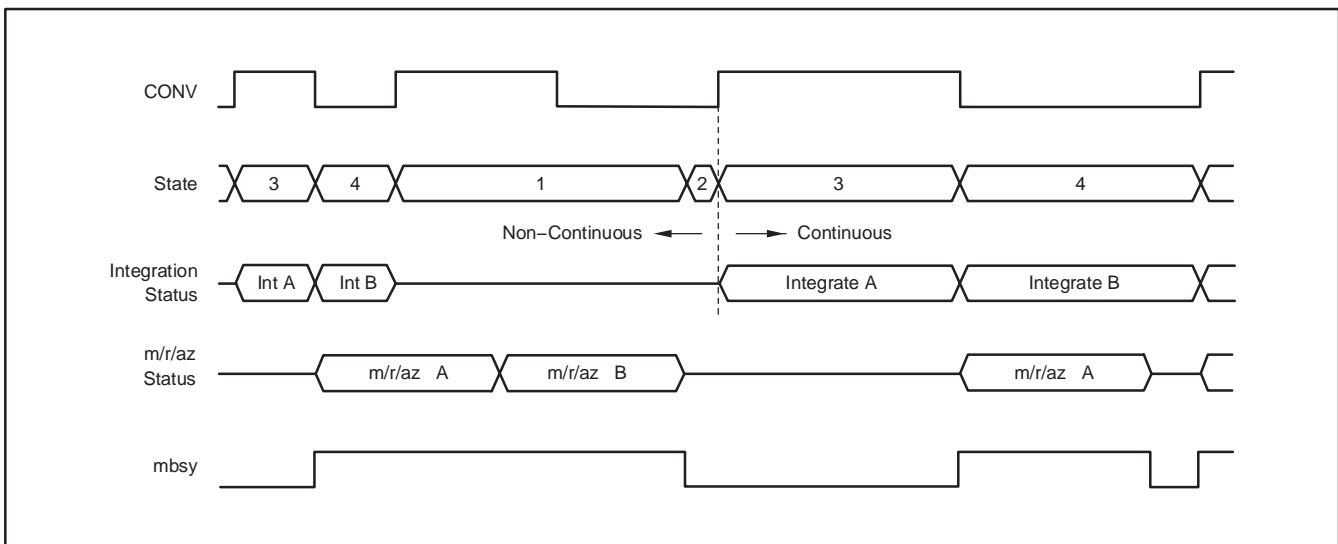 CONV
State 3 4 1 2 3 4
Non−Continuous Continuous
Integration
Status
Int A Int B Integrate A Integrate B
m/r/az
Status
m/r/az A m/r/az B m/r/az A
mbsy